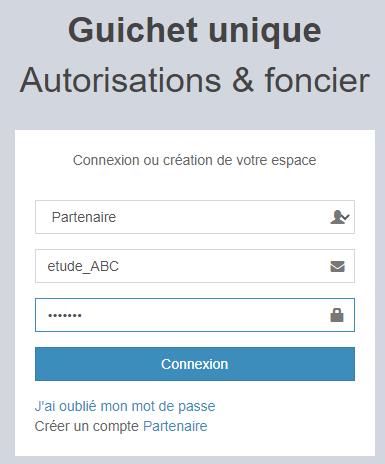 Guichet unique
Autorisations & foncier
Connexion ou création de votre espace
Partenaire
etude_ABC
•••••••
Connexion
J'ai oublié mon mot de passe
Créer un compte Partenaire